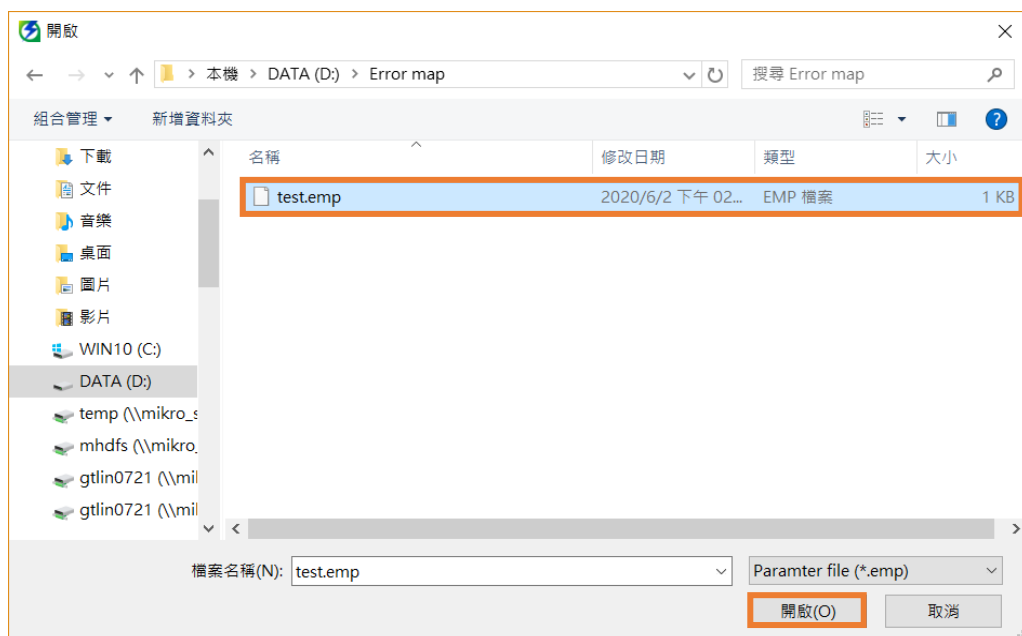 開啟
本機 > DATA (D:) > Error map
搜尋 Error map
組合管理
新增資料夾
名稱
修改日期
類型
大小
下載
文件
音樂
桌面
圖片
影片
WIN10 (C:)
DATA (D:)
temp (\\mikro_s
mhdfs (\\mikro_
gtlin0721 (\\mil
gtlin0721 (\\mil
test.emp 2020/6/2 下午 02... EMP 檔案 1 KB
檔案名稱(N): test.emp
Paramter file (*.emp)
開啟(O)
取消